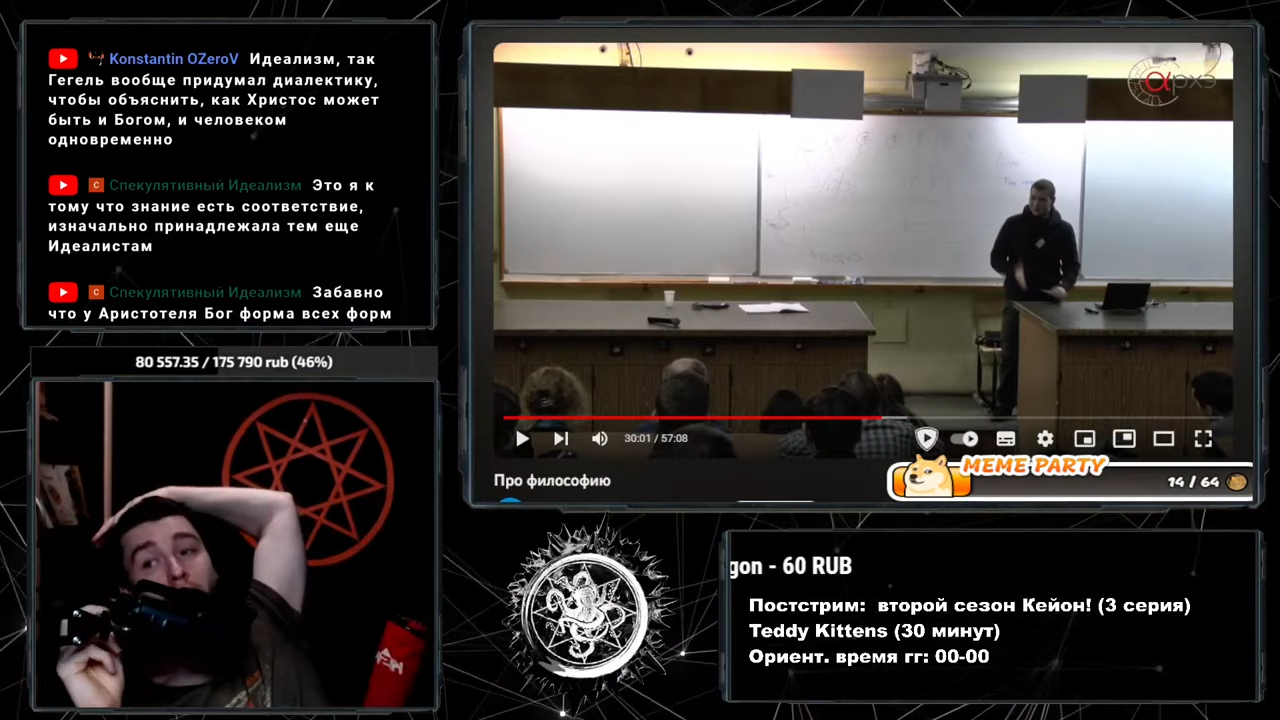 Konstantin OZeroV Идеализм, так
Гегель вообще придумал диалектику,
чтобы объяснить, как Христос может
быть и Богом, и человеком
одновременно
С Спекулятивный Идеализм Это я к
тому что знание есть соответствие,
изначально принадлежала тем еще
Идеалистам
С Спекулятивный Идеализм Забавно
что у Аристотеля Бог форма всех форм
80 557.35 / 175 790 rub (46%)
αрхэ
30:01 / 57:08
Про философию
MEME PARTY
14 / 64
gon - 60 RUB
Постстрим: второй сезон Кейон! (3 серия)
Teddy Kittens (30 минут)
Ориент. время гг: 00-00